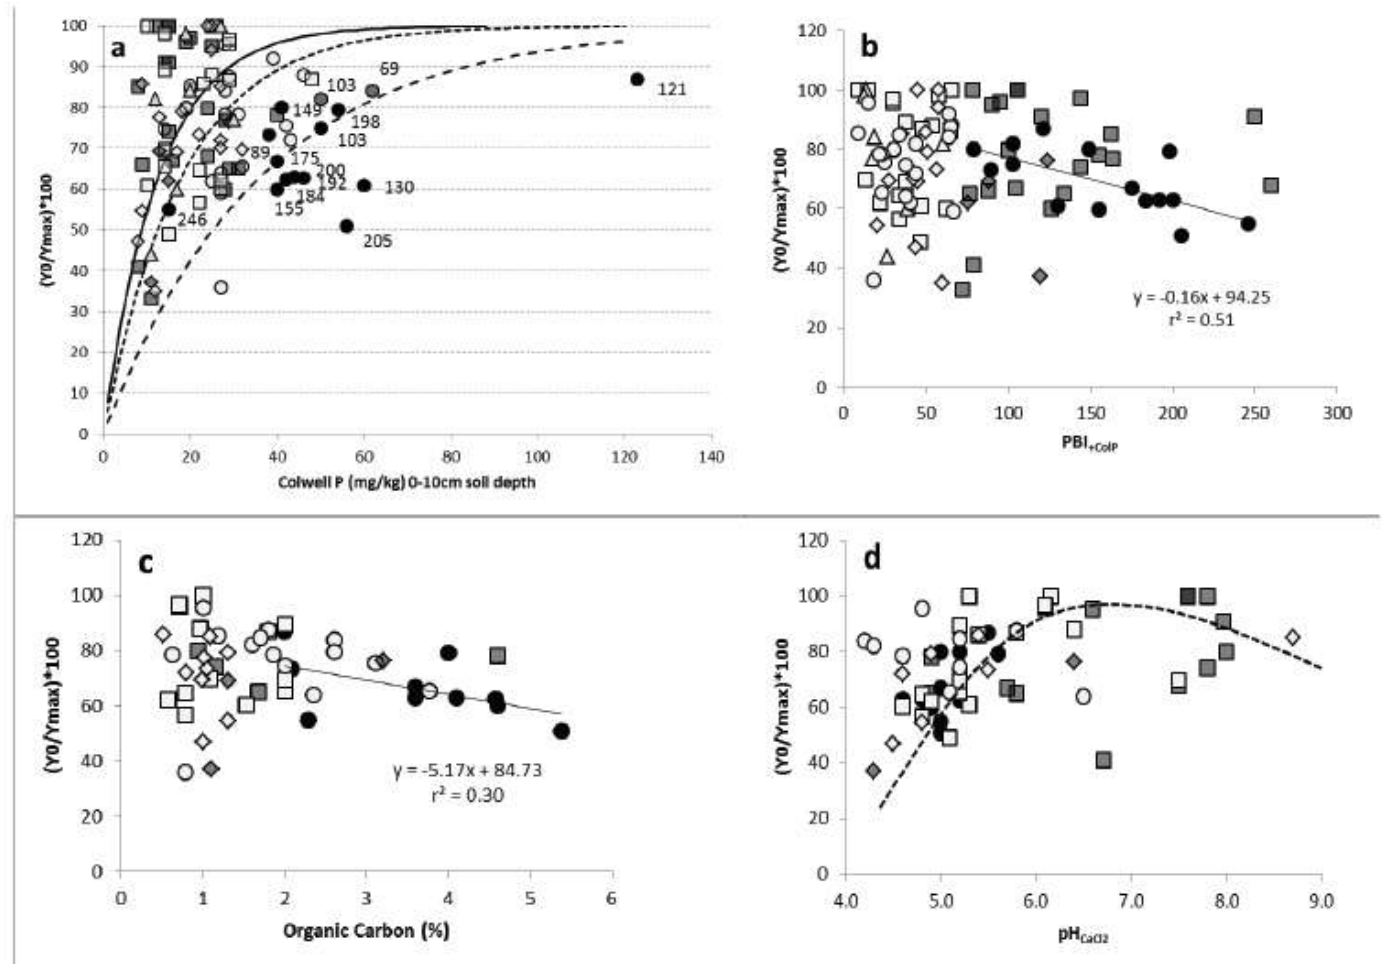 a
(Y0/Ymax)*100
100
90
80
70
60
50
40
30
20
10
0
0 20 40 60 80 100 120 140
Colwell P (mg/kg) 0-10cm soil depth
69
103
121
149
198
103
89
175
200
192
130
184
155
246
205
b
(Y0/Ymax)*100
120
100
80
60
40
20
0
y = -0.16x + 94.25
r² = 0.51
0 50 100 150 200 250 300
PBI+ColP
c
(Y0/Ymax)*100
120
100
80
60
40
20
0
y = -5.17x + 84.73
r² = 0.30
0 1 2 3 4 5 6
Organic Carbon (%)
d
(Y0/Ymax)*100
120
100
80
60
40
20
0
4.0 5.0 6.0 7.0 8.0 9.0
pHCaCl2